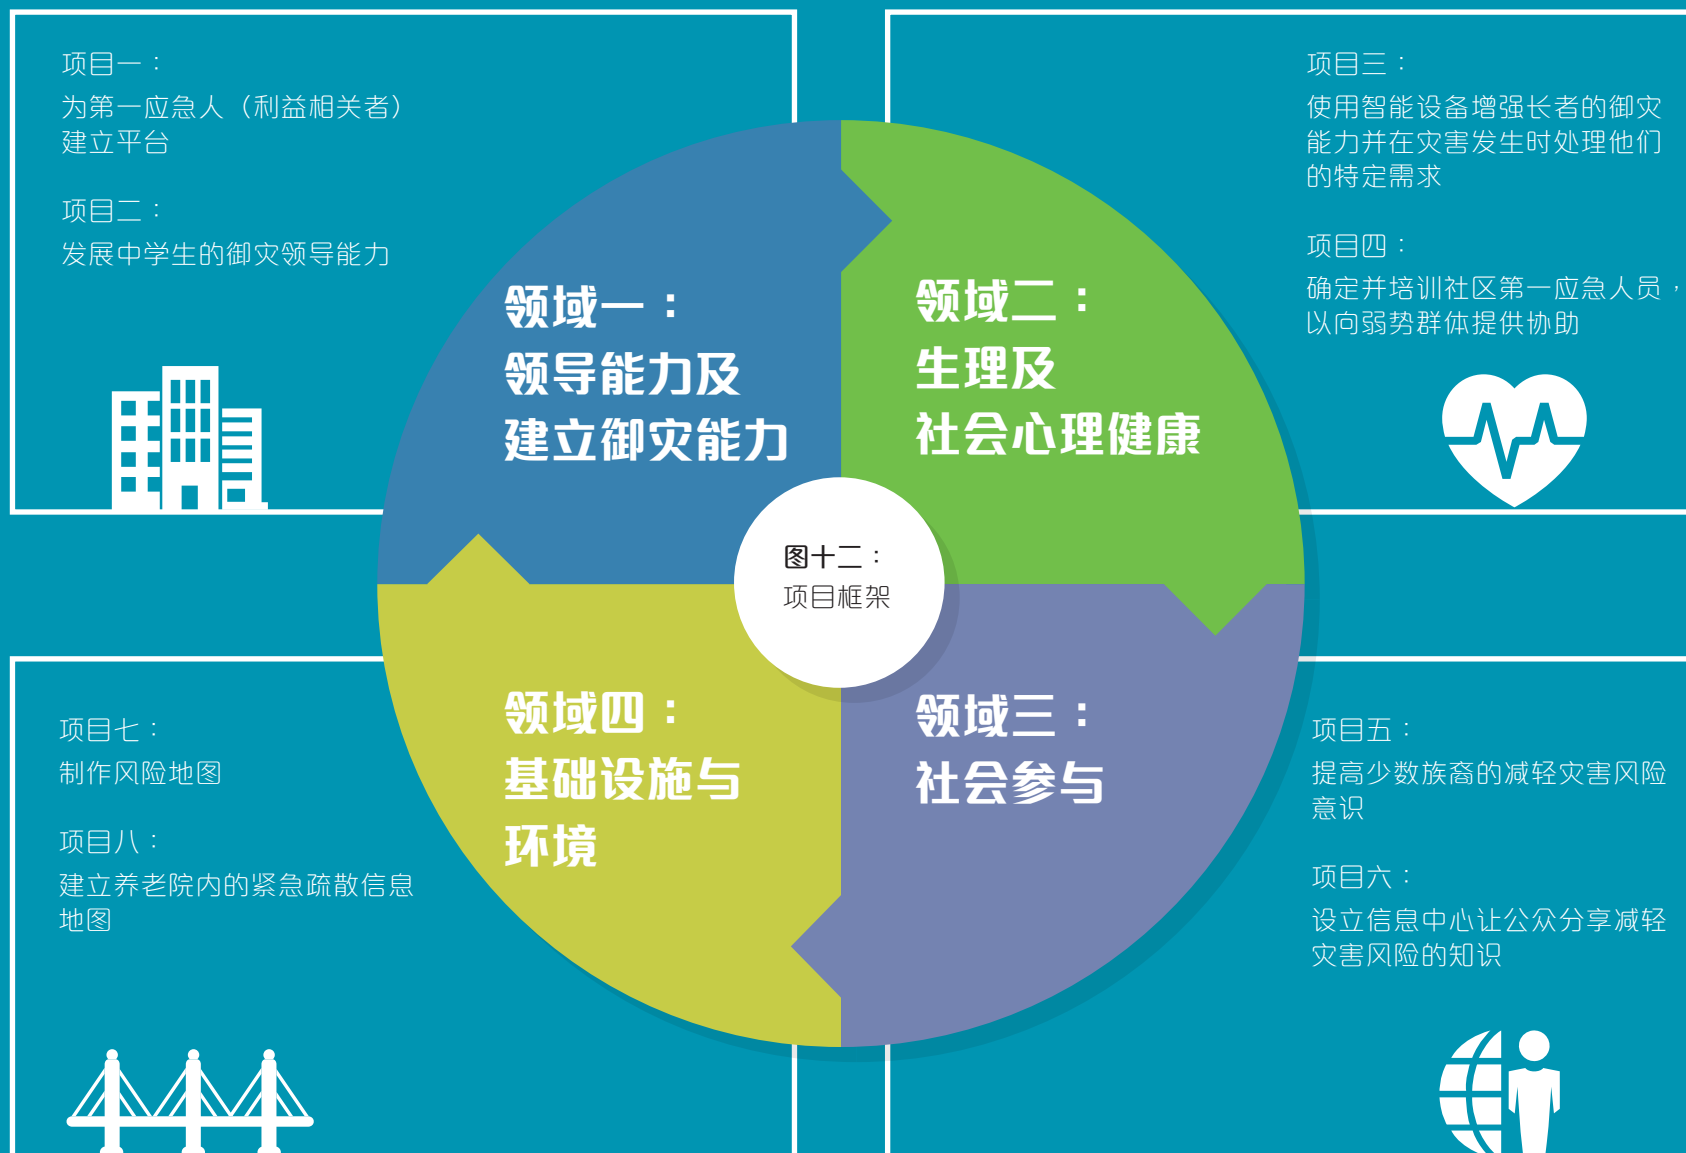 项目一：
为第一应急人（利益相关者）
建立平台
项目二：
发展中学生的御灾领导能力
项目三：
使用智能设备增强长者的御灾
能力并在灾害发生时处理他们
的特定需求
项目四：
确定并培训社区第一应急人员，
以向弱势群体提供协助
领域一：
领导能力及
建立御灾能力
领域二：
生理及
社会心理健康
图十二：
项目框架
领域四：
基础设施与
环境
领域三：
社会参与
项目七：
制作风险地图
项目八：
建立养老院内的紧急疏散信息
地图
项目五：
提高少数族裔的减轻灾害风险
意识
项目六：
设立信息中心让公众分享减轻
灾害风险的知识